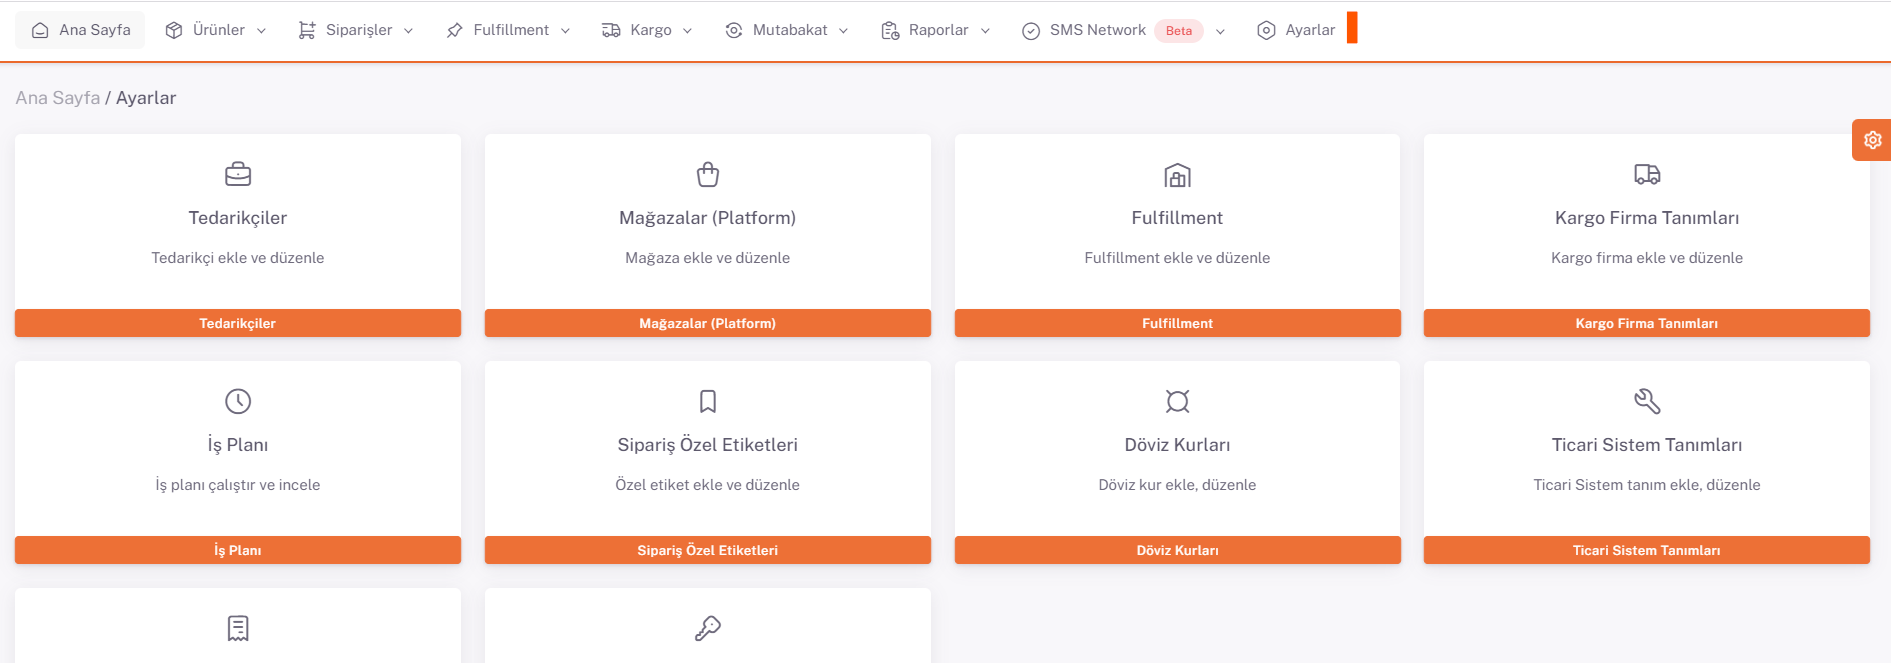 Ana Sayfa Ürünler Siparişler Fulfillment Kargo Mutabakat Raporlar SMS Network Beta Ayarlar
Ana Sayfa / Ayarlar
Tedarikçiler Mağazalar (Platform) Fulfillment Kargo Firma Tanımları
Tedarikçi ekle ve düzenle Mağaza ekle ve düzenle Fulfillment ekle ve düzenle Kargo firma ekle ve düzenle
Tedarikçiler Mağazalar (Platform) Fulfillment Kargo Firma Tanımları
İş Planı Sipariş Özel Etiketleri Döviz Kurları Ticari Sistem Tanımları
İş planı çalıştır ve incele Özel etiket ekle ve düzenle Döviz kur ekle, düzenle Ticari Sistem tanım ekle, düzenle
İş Planı Sipariş Özel Etiketleri Döviz Kurları Ticari Sistem Tanımları